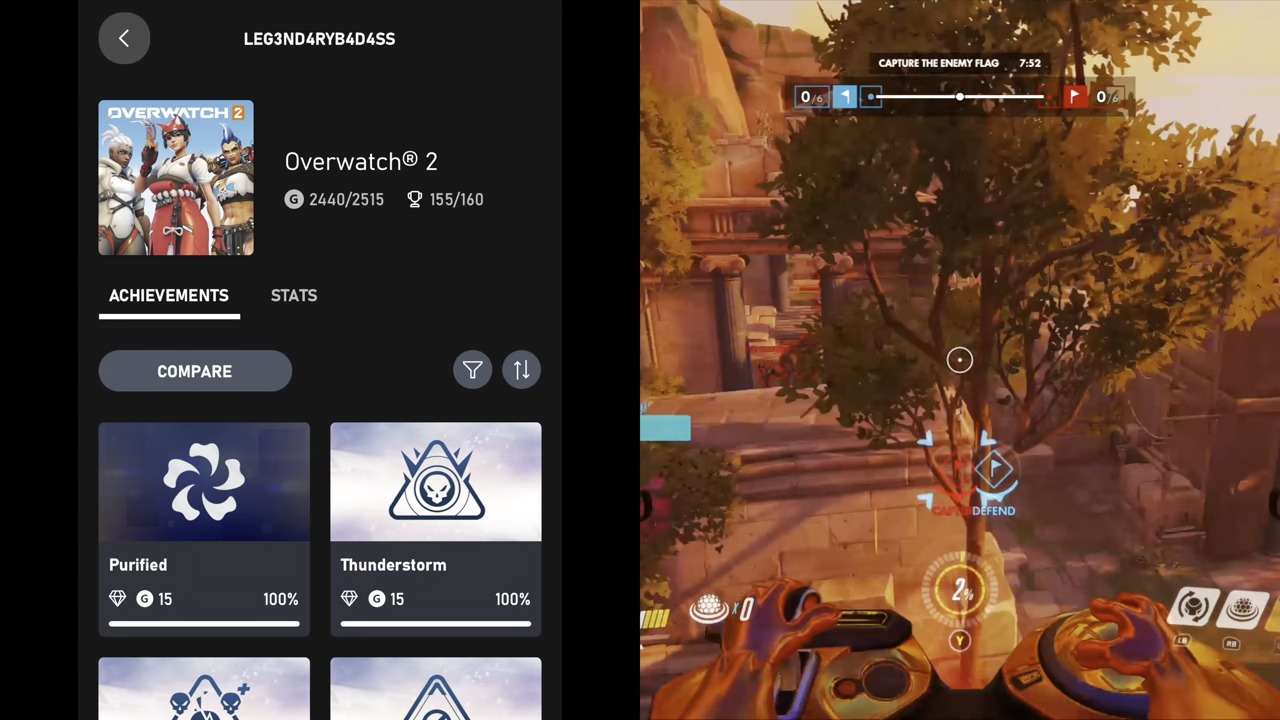 LEG3ND4RYB4D4SS
OVERWATCH 2
Overwatch® 2
G 2440/2515 155/160
ACHIEVEMENTS STATS
COMPARE
Purified
G 15 100%
Thunderstorm
G 15 100%
CAPTURE THE ENEMY FLAG 7:52
0/6 0/6
DEFEND
X 0
2%
Y
LB
RB